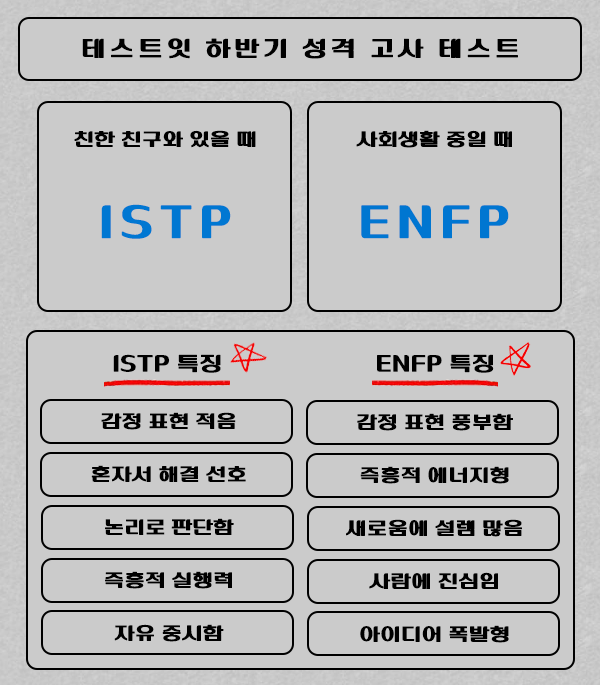 테스트잇 하반기 성격 고사 테스트
친한 친구와 있을 때
ISTP
사회생활 중일 때
ENFP
ISTP 특징
ENFP 특징
감정 표현 적음
감정 표현 풍부함
혼자서 해결 선호
즉흥적 에너지형
논리로 판단함
새로움에 설렘 많음
즉흥적 실행력
사람에 진심임
자유 중시함
아이디어 폭발형